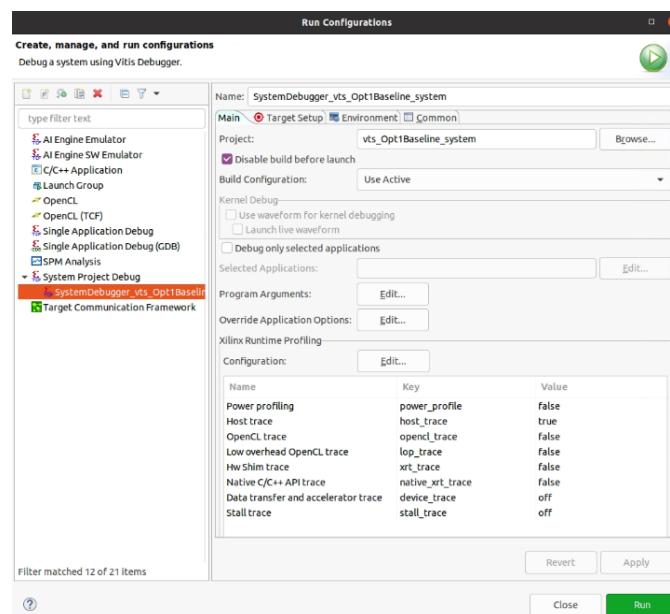 Run Configurations
Create, manage, and run configurations
Debug a system using Vitis Debugger.
type filter text
AI Engine Emulator
AI Engine SW Emulator
C/C++ Application
Launch Group
OpenCL
OpenCL (TCF)
Single Application Debug
Single Application Debug (GDB)
SPM Analysis
System Project Debug
SystemDebugger_vts_Opt1Baselin
Target Communication Framework
Filter matched 12 of 21 items
Name: SystemDebugger_vts_Opt1Baseline_system
Main Target Setup Environment Common
Project: vts_Opt1Baseline_system Browse...
Disable build before launch
Build Configuration: Use Active
Kernel Debug
Use waveform for kernel debugging
Launch live waveform
Debug only selected applications
Selected Applications: Edit...
Program Arguments: Edit...
Override Application Options: Edit...
Xilinx Runtime Profiling
Configuration: Edit...
Name Key Value
Power profiling power_profile false
Host trace host_trace true
OpenCL trace opencl_trace false
Low overhead OpenCL trace lop_trace false
Hw Shim trace xrt_trace false
Native C/C++ API trace native_xrt_trace false
Data transfer and accelerator trace device_trace off
Stall trace stall_trace off
Revert Apply
Close Run